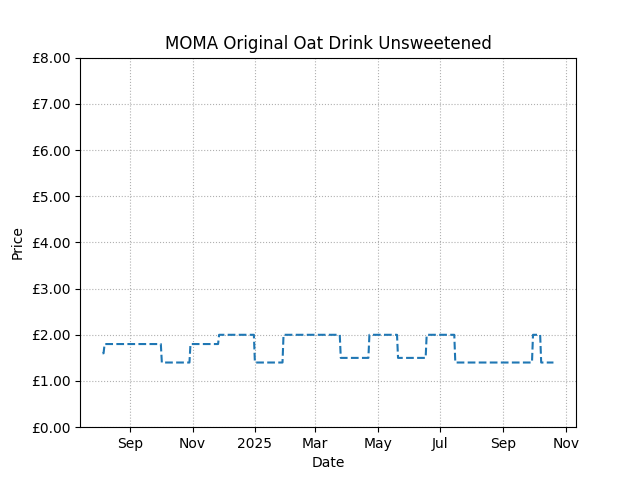 MOMA Original Oat Drink Unsweetened
£8.00
£7.00
£6.00
£5.00
£4.00
£3.00
£2.00
£1.00
£0.00
Price
Sep Nov 2025 Mar May Jul Sep Nov
Date